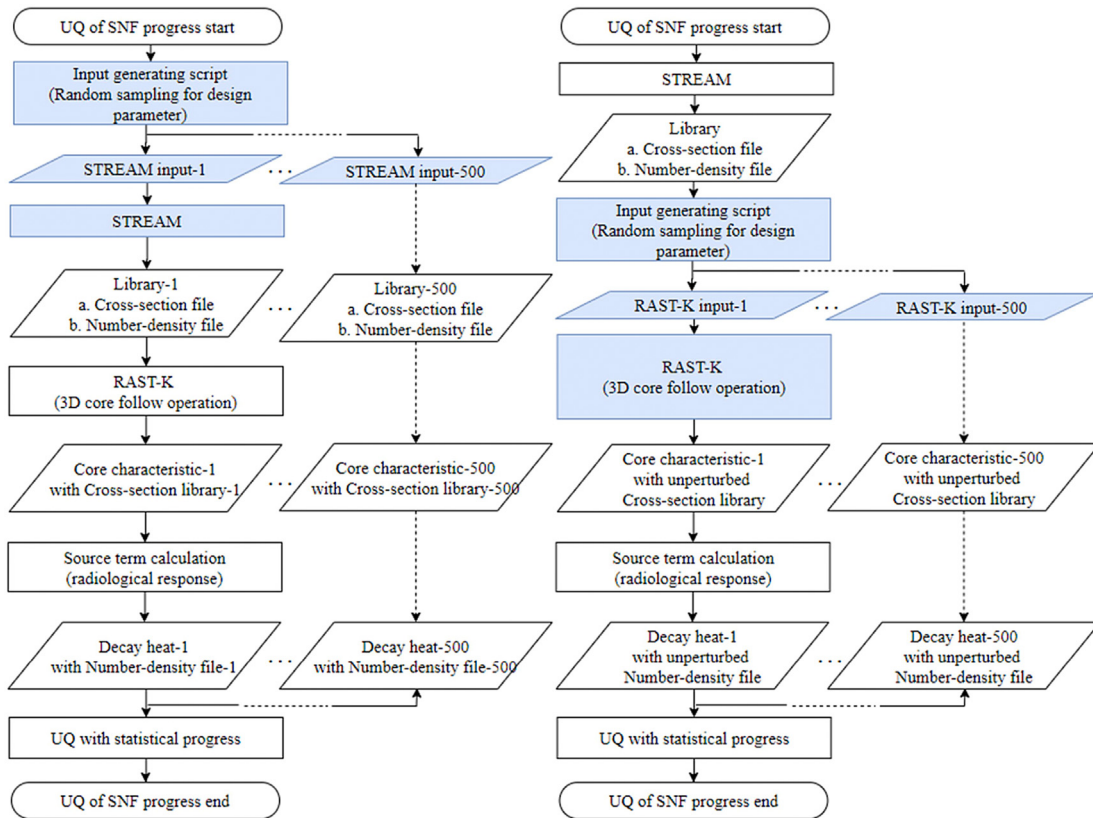 UQ of SNF progress start
Input generating script
(Random sampling for design
parameter)
STREAM input-1
...
STREAM input-500
STREAM
Library-1
a. Cross-section file
b. Number-density file
...
Library-500
a. Cross-section file
b. Number-density file
RAST-K
(3D core follow operation)
Core characteristic-1
with Cross-section library-1
...
Core characteristic-500
with Cross-section library-500
Source term calculation
(radiological response)
Decay heat-1
with Number-density file-1
...
Decay heat-500
with Number-density file-500
UQ with statistical progress
UQ of SNF progress end
UQ of SNF progress start
STREAM
Library
a. Cross-section file
b. Number-density file
Input generating script
(Random sampling for design
parameter)
RAST-K input-1
...
RAST-K input-500
RAST-K
(3D core follow operation)
Core characteristic-1
with unperturbed
Cross-section library
...
Core characteristic-500
with unperturbed
Cross-section library
Source term calculation
(radiological response)
Decay heat-1
with unperturbed
Number-density file
...
Decay heat-500
with unperturbed
Number-density file
UQ with statistical progress
UQ of SNF progress end